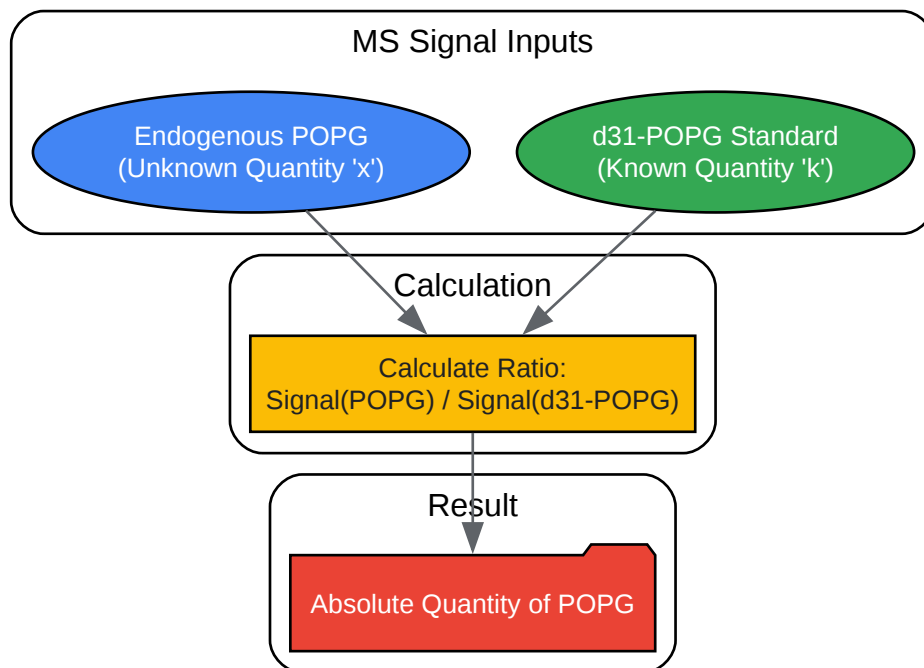 MS Signal Inputs
Endogenous POPG
(Unknown Quantity 'x')
d31-POPG Standard
(Known Quantity 'k')
Calculation
Calculate Ratio:
Signal(POPG) / Signal(d31-POPG)
Result
Absolute Quantity of POPG